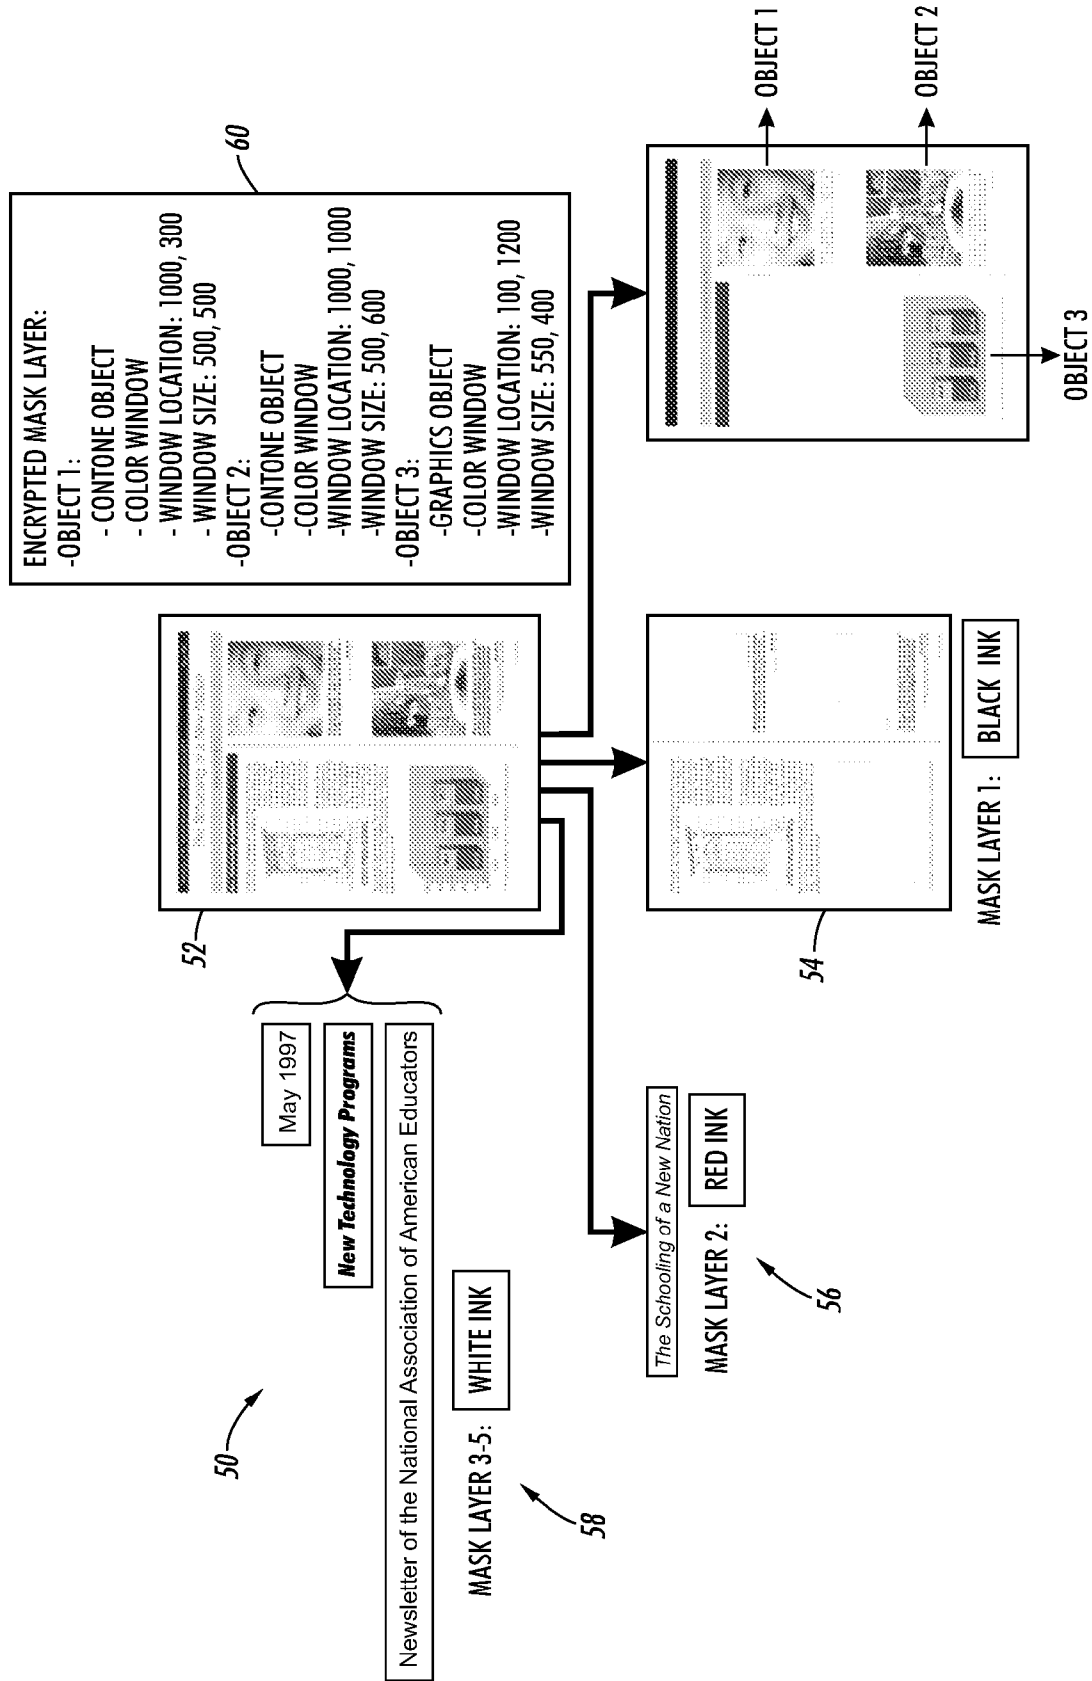 50
May 1997
New Technology Programs
Newsletter of the National Association of American Educators
MASK LAYER 3-5:
WHITE INK
58
52
ENCRYPTED MASK LAYER:
-OBJECT 1:
- CONTONE OBJECT
- COLOR WINDOW
- WINDOW LOCATION: 1000, 300
- WINDOW SIZE: 500, 500
-OBJECT 2:
-CONTONE OBJECT
-COLOR WINDOW
-WINDOW LOCATION: 1000, 1000
-WINDOW SIZE: 500, 600
-OBJECT 3:
-GRAPHICS OBJECT
-COLOR WINDOW
-WINDOW LOCATION: 100, 1200
-WINDOW SIZE: 550, 400
60
The Schooling of a New Nation
MASK LAYER 2:
RED INK
56
54
MASK LAYER 1:
BLACK INK
OBJECT 1
OBJECT 2
OBJECT 3